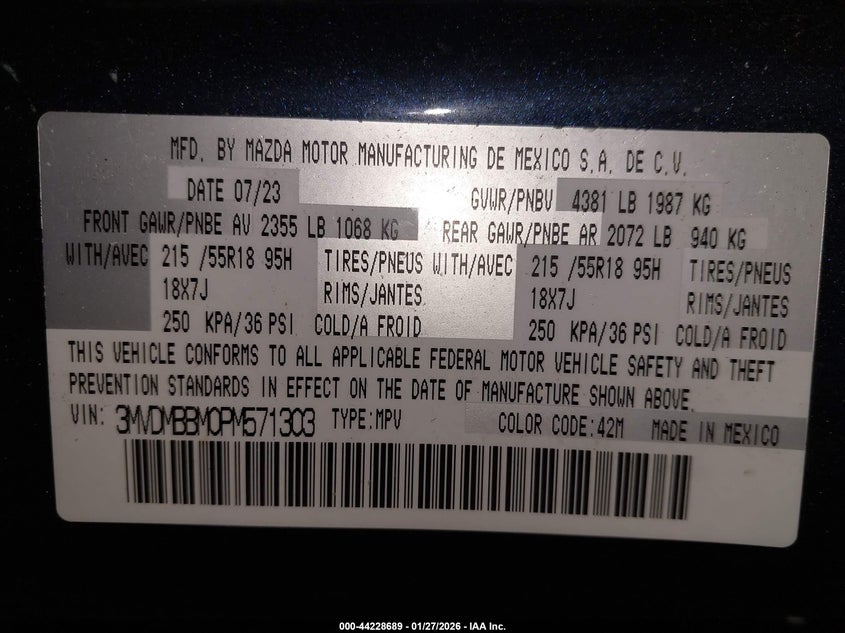 MFD. BY MAZDA MOTOR MANUFACTURING DE MEXICO S.A. DE C.V.
DATE 07/23 GVWR/PNBV 4381 LB 1987 KG
FRONT GAWR/PNBE AV 2355 LB 1068 KG REAR GAWR/PNBE AR 2072 LB 940 KG
WITH/AVEC 215 /55R18 95H TIRES/PNEUS WITH/AVEC 215 /55R18 95H TIRES/PNEUS
18X7J RIMS/JANTES 18X7J RIMS/JANTES
250 KPA/36 PSI COLD/A FROID 250 KPA/36 PSI COLD/A FROID
THIS VEHICLE CONFORMS TO ALL APPLICABLE FEDERAL MOTOR VEHICLE SAFETY AND THEFT
PREVENTION STANDARDS IN EFFECT ON THE DATE OF MANUFACTURE SHOWN ABOVE.
VIN: 3MVDMBBM0PM571303 TYPE:MPV COLOR CODE:42M MADE IN MEXICO
000-44228689 - 01/27/2026 - IAA Inc.